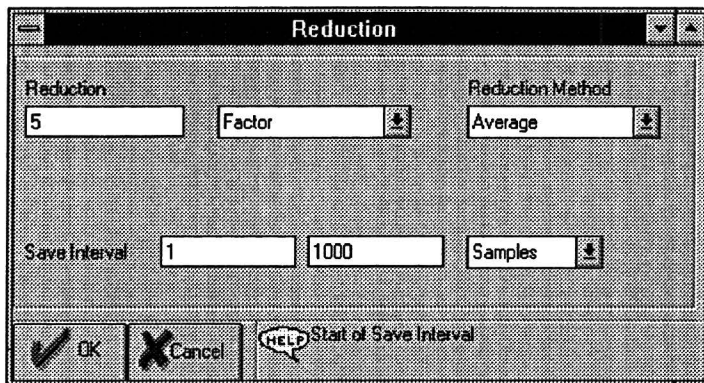 Reduction
Reduction Reduction Method
5 Factor Average
Save Interval 1 1000 Samples
OK Cancel HELP Start of Save Interval